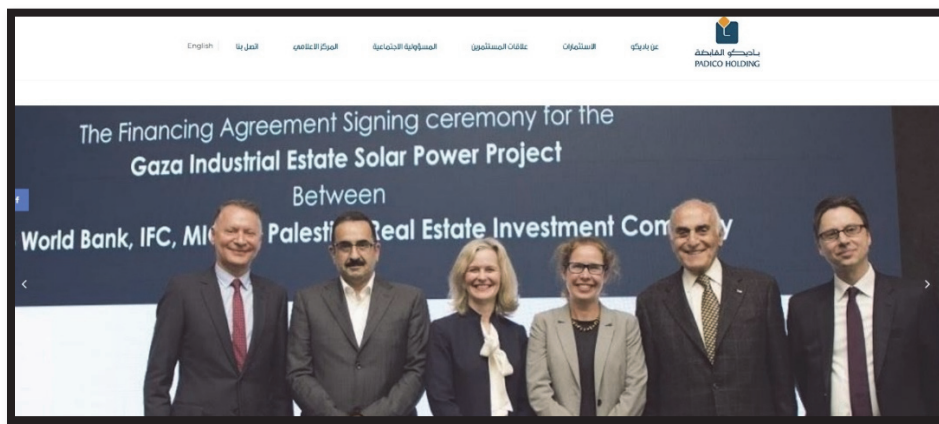 باديكو القابضة
PADICO HOLDING
عن باديكو الاستثمارات علاقات المستثمرين المسؤولية الاجتماعية المركز الاعلامي اتصل بنا English
The Financing Agreement Signing ceremony for the
Gaza Industrial Estate Solar Power Project
Between
World Bank, IFC, Real Estate Investment
f